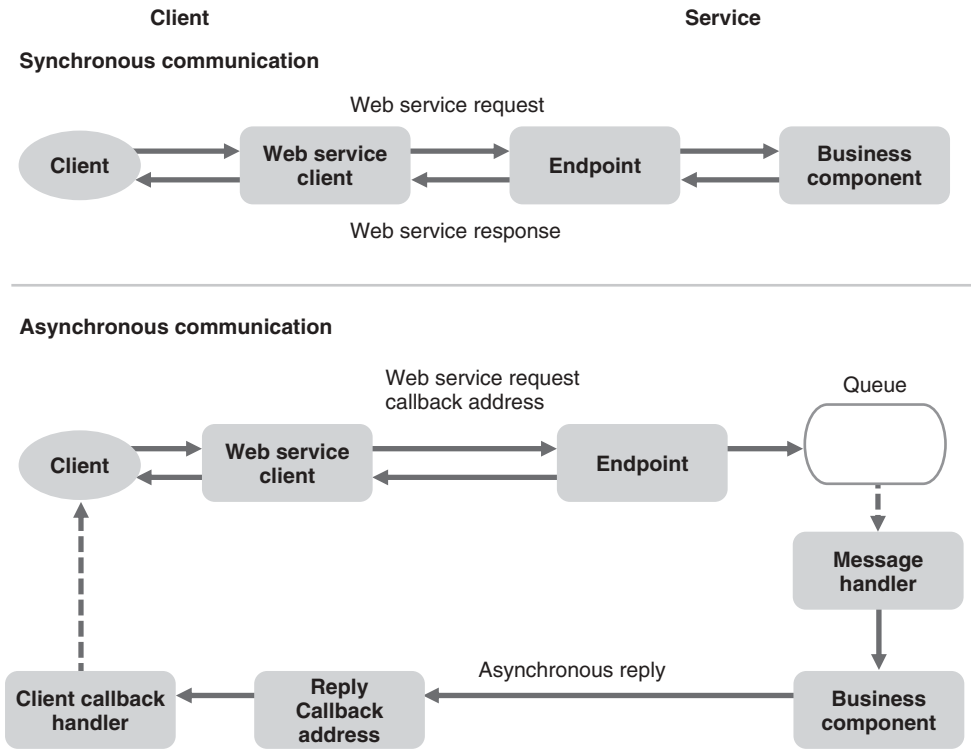 Client
Service
Synchronous communication
Web service request
Client
Web service
client
Endpoint
Business
component
Web service response
Asynchronous communication
Web service request
callback address
Queue
Client
Web service
client
Endpoint
Message
handler
Asynchronous reply
Client callback
handler
Reply
Callback
address
Business
component